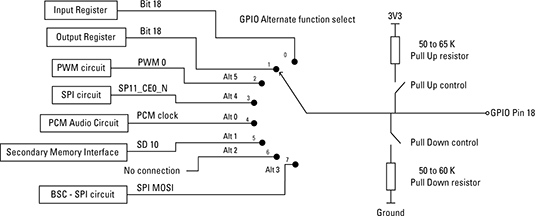 Input Register Bit 18
GPIO Alternate function select
Output Register Bit 18
0
1
PWM circuit PWM 0
Alt 5 2
SPI circuit SP11_CE0_N
Alt 4 3
PCM Audio Circuit PCM clock
Alt 0 4
Secondary Memory Interface SD 10
Alt 1 5
Alt 2 6
No connection
Alt 3 7
BSC - SPI circuit SPI MOSI
3V3
50 to 65 K
Pull Up resistor
Pull Up control
GPIO Pin 18
Pull Down control
50 to 60 K
Pull Down resistor
Ground